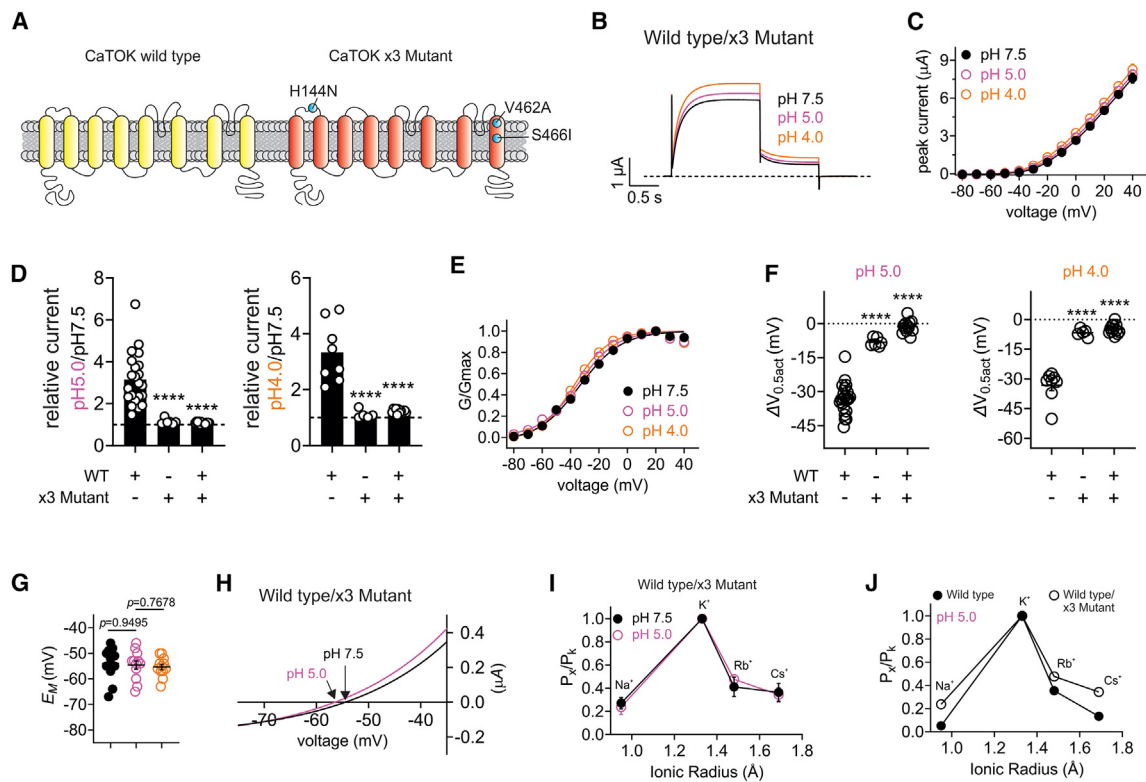 A
CaTOK wild type
CaTOK x3 Mutant
H144N
V462A
S466I
B
Wild type/x3 Mutant
pH 7.5
pH 5.0
pH 4.0
1 µA
0.5 s
C
pH 7.5
pH 5.0
pH 4.0
peak current (µA)
9
6
3
0
-80 -60 -40 -20 0 20 40
voltage (mV)
D
relative current
pH5.0/pH7.5
8
6
4
2
0
**** ****
relative current
pH4.0/pH7.5
6
4
2
0
**** ****
WT + - + + - +
x3 Mutant - + + - + +
E
G/Gmax
1.0
0.8
0.6
0.4
0.2
0.0
pH 7.5
pH 5.0
pH 4.0
-80 -60 -40 -20 0 20 40
voltage (mV)
F
pH 5.0
ΔV0.5act (mV)
0
-15
-30
-45
**** ****
pH 4.0
ΔV0.5act (mV)
0
-15
-30
-45
-60
**** ****
WT + - + + - +
x3 Mutant - + + - + +
G
p=0.7678
p=0.9495
EM (mV)
-40
-50
-60
-70
-80
H
Wild type/x3 Mutant
pH 7.5
pH 5.0
0.4
0.2
0.0
-0.2
(µA)
-70 -60 -50 -40
voltage (mV)
I
Wild type/x3 Mutant
pH 7.5
pH 5.0
K+
Na+
Rb+
Cs+
Px/Pk
1.0
0.8
0.6
0.4
0.2
0.0
1.0 1.2 1.4 1.6 1.8
Ionic Radius (Å)
J
Wild type
Wild type/
x3 Mutant
pH 5.0
K+
Na+
Rb+
Cs+
Px/Pk
1.0
0.8
0.6
0.4
0.2
0.0
1.0 1.2 1.4 1.6 1.8
Ionic Radius (Å)